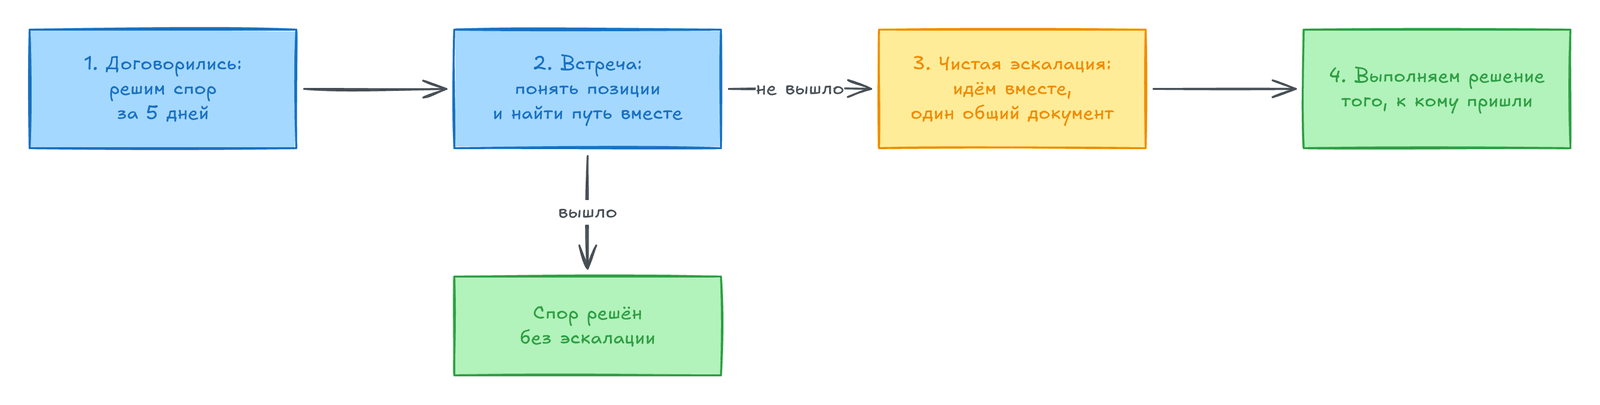 1. Договорились:
решим спор
за 5 дней
2. Встреча:
понять позиции
и найти путь вместе
не вышло
3. Чистая эскалация:
идём вместе,
один общий документ
4. Выполняем решение
того, к кому пришли
вышло
Спор решён
без эскалации